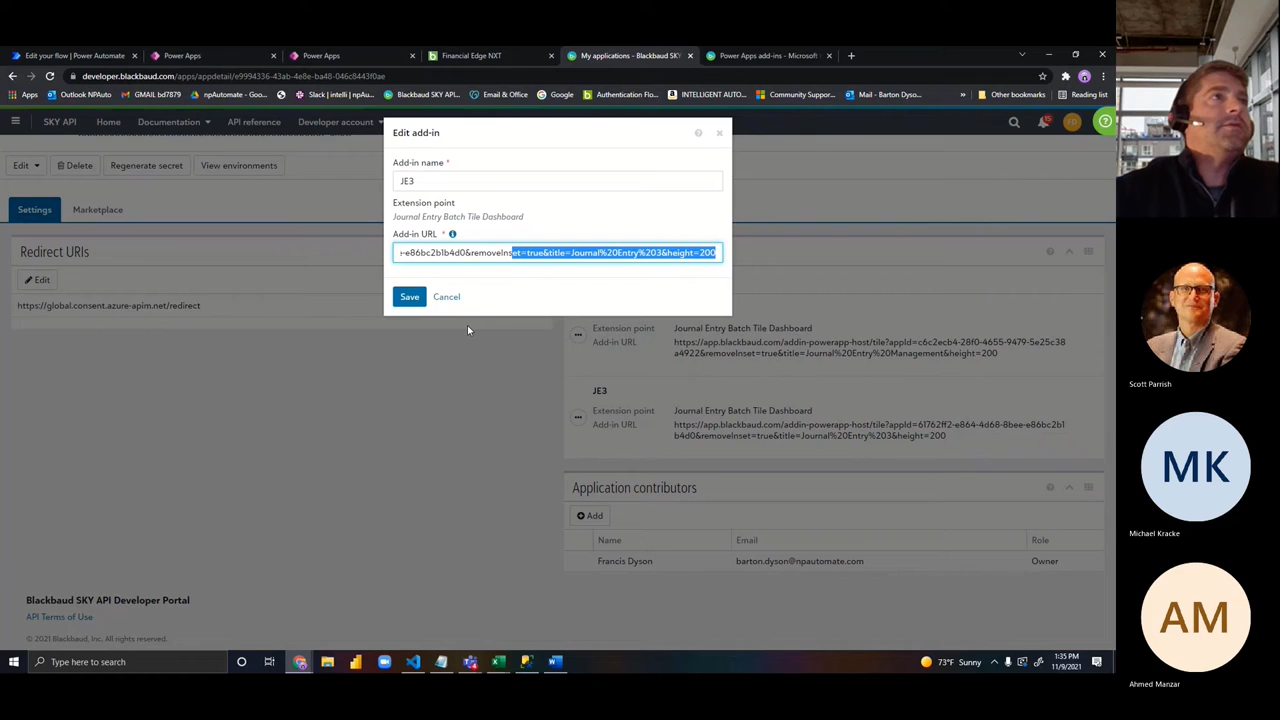 Edit your flow | Power Automate
Power Apps
Power Apps
Financial Edge NXT
My applications - Blackbaud SKY
Power Apps add-ins - Microsoft
developer.blackbaud.com/apps/appdetail/e9994336-43ab-4e8e-ba48-046c8443f0ae
Apps
Outlook NPAuto
GMAIL bd7879
npAutomate - Goo...
Slack | intelli | npAu...
Blackbaud SKY API...
Email & Office
Google
Authentication Flo...
INTELLIGENT AUTO...
Community Suppor...
Mail - Barton Dyso...
Other bookmarks
Reading list
SKY API
Home
Documentation
API reference
Developer account
15
FD
Edit
Delete
Regenerate secret
View environments
Settings
Marketplace
Redirect URIs
Edit
https://global.consent.azure-apim.net/redirect
Edit add-in
Add-in name *
JE3
Extension point
Journal Entry Batch Tile Dashboard
Add-in URL *
-e86bc2b1b4d0&removeInset=true&title=Journal%20Entry%203&height=200
Save
Cancel
Extension point Journal Entry Batch Tile Dashboard
Add-in URL https://app.blackbaud.com/addin-powerapp-host/tile?appId=c6c2ecb4-28f0-4655-9479-5e25c38
a4922&removeInset=true&title=Journal%20Entry%20Management&height=200
JE3
Extension point Journal Entry Batch Tile Dashboard
Add-in URL https://app.blackbaud.com/addin-powerapp-host/tile?appId=61762ff2-e864-4d68-8bee-e86bc2b1
b4d0&removeInset=true&title=Journal%20Entry%203&height=200
Application contributors
Add
Name Email Role
Francis Dyson barton.dyson@npautomate.com Owner
Blackbaud SKY API Developer Portal
API Terms of Use
© 2021 Blackbaud, Inc. All rights reserved.
Type here to search
73°F Sunny
1:35 PM
11/9/2021
Scott Parrish
MK
Michael Kracke
AM
Ahmed Manzar